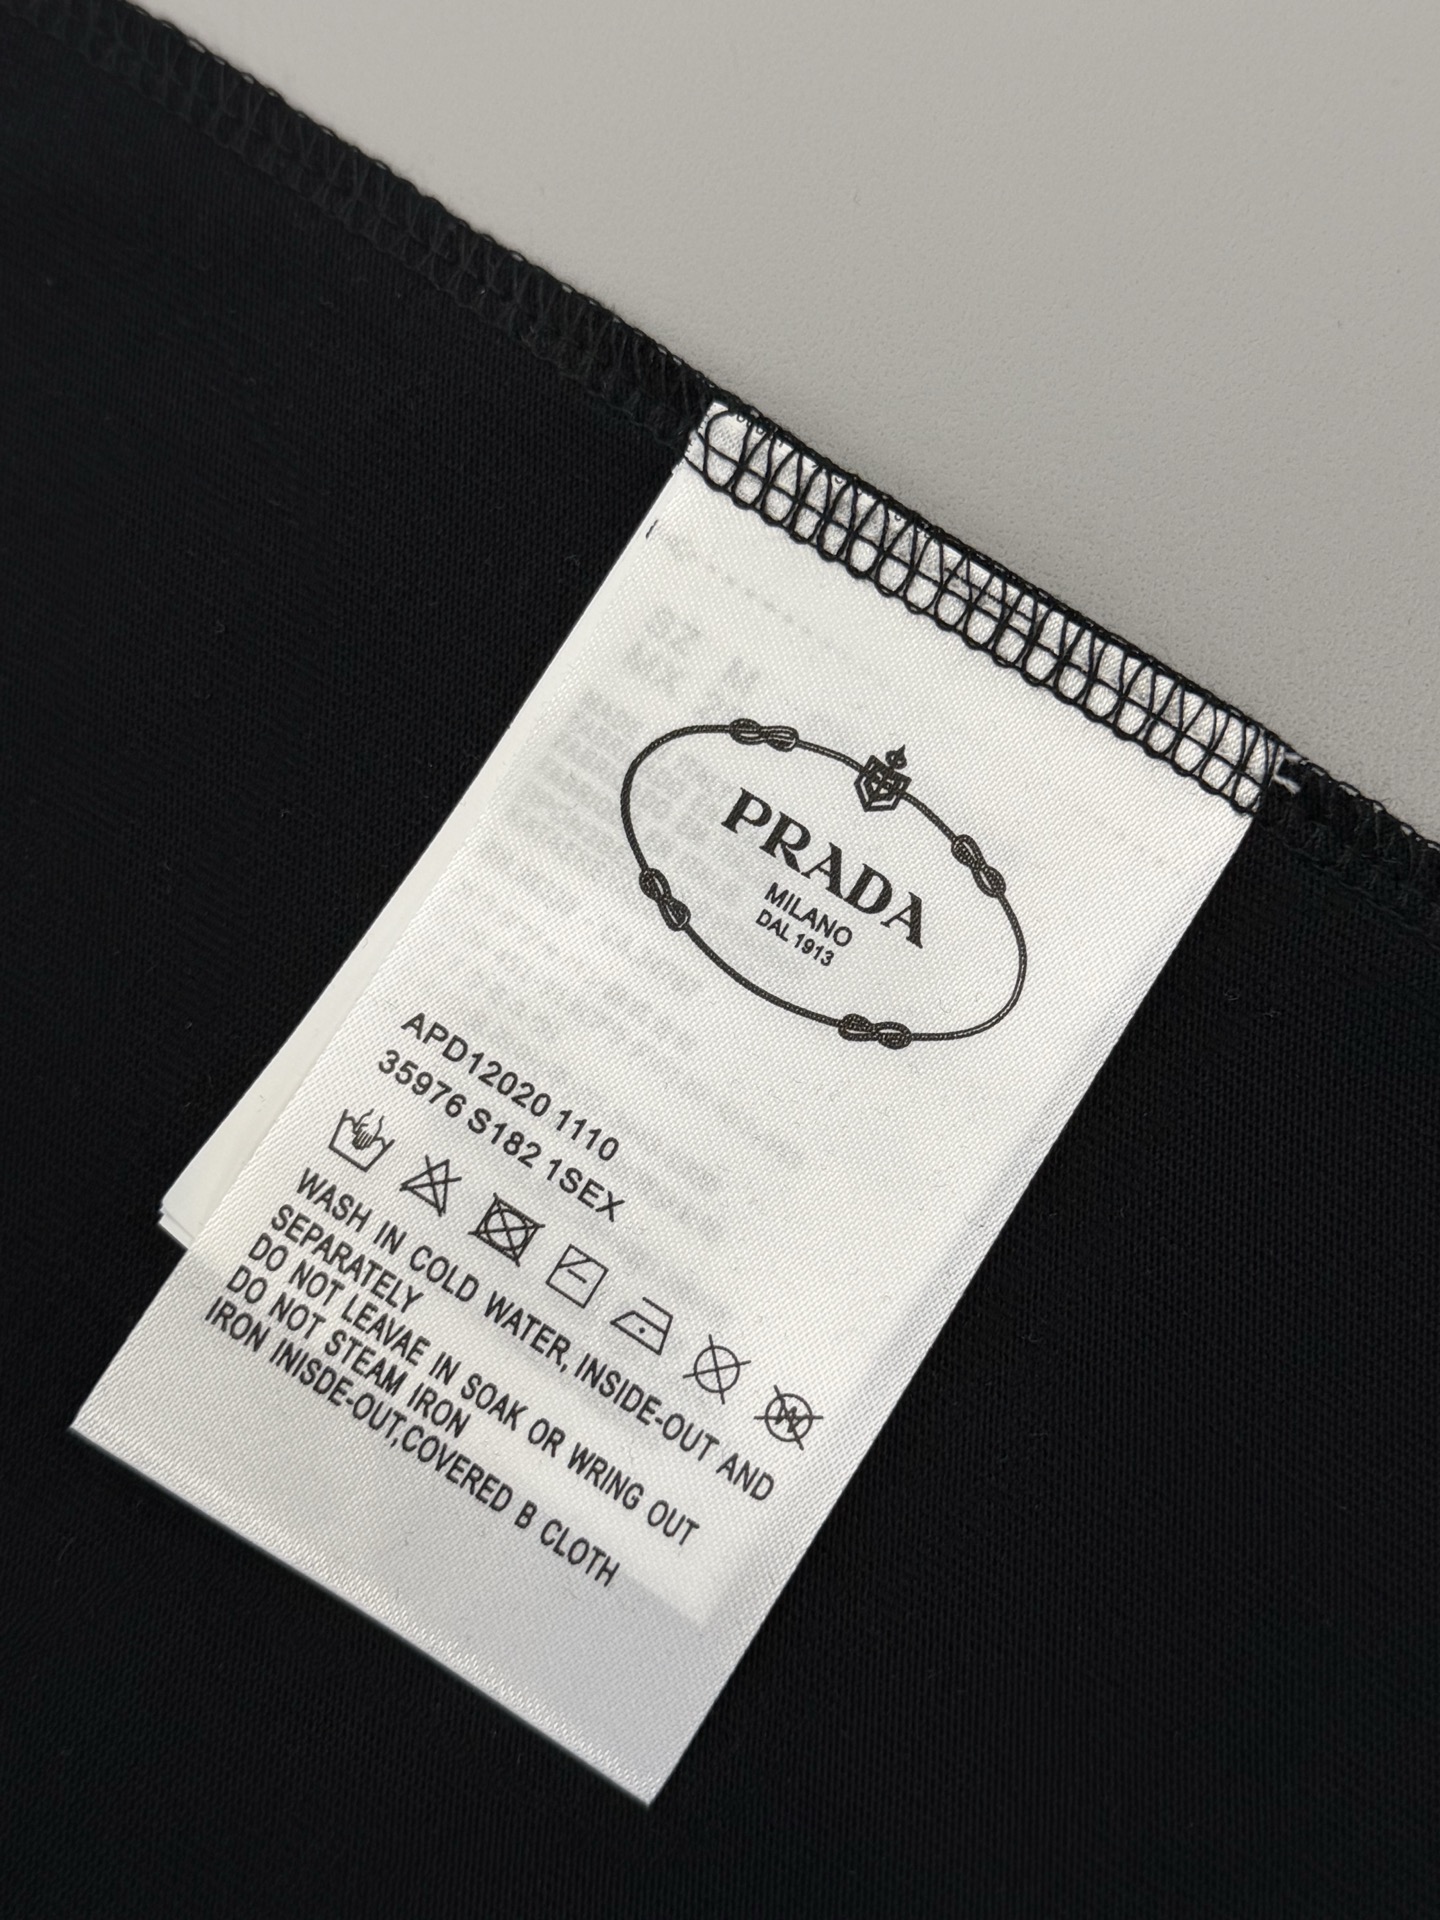 PRADA
MILANO
DAL 1913
APD12020 1110
35976 S182 1SEX
WASH IN COLD WATER, INSIDE-OUT AND
SEPARATELY
DO NOT LEAVAE IN SOAK OR WRING OUT
DO NOT STEAM IRON
IRON INISDE-OUT,COVERED B CLOTH